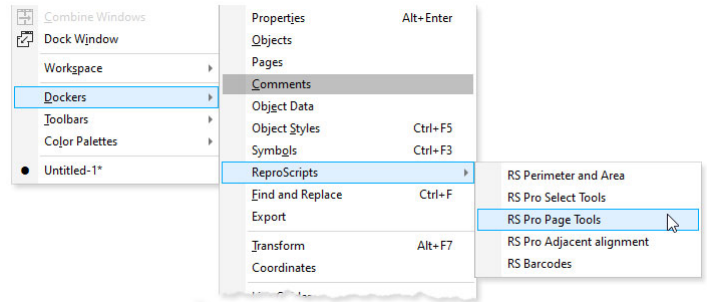 Combine Windows
Dock Window
Workspace
Dockers
Toolbars
Color Palettes
Untitled-1*
Properties Alt+Enter
Objects
Pages
Comments
Object Data
Object Styles Ctrl+F5
Symbols Ctrl+F3
ReproScripts
Find and Replace Ctrl+F
Export
Transform Alt+F7
Coordinates
RS Perimeter and Area
RS Pro Select Tools
RS Pro Page Tools
RS Pro Adjacent alignment
RS Barcodes